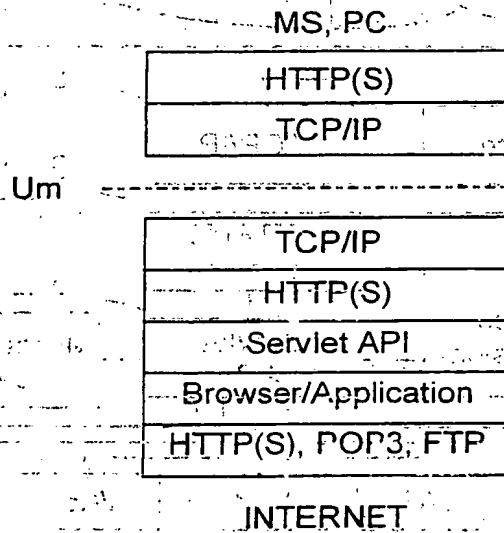 MS, PC
HTTP(S)
TCP/IP
Um
TCP/IP
HTTP(S)
Servlet API
Browser/Application
HTTP(S), POP3, FTP
INTERNET